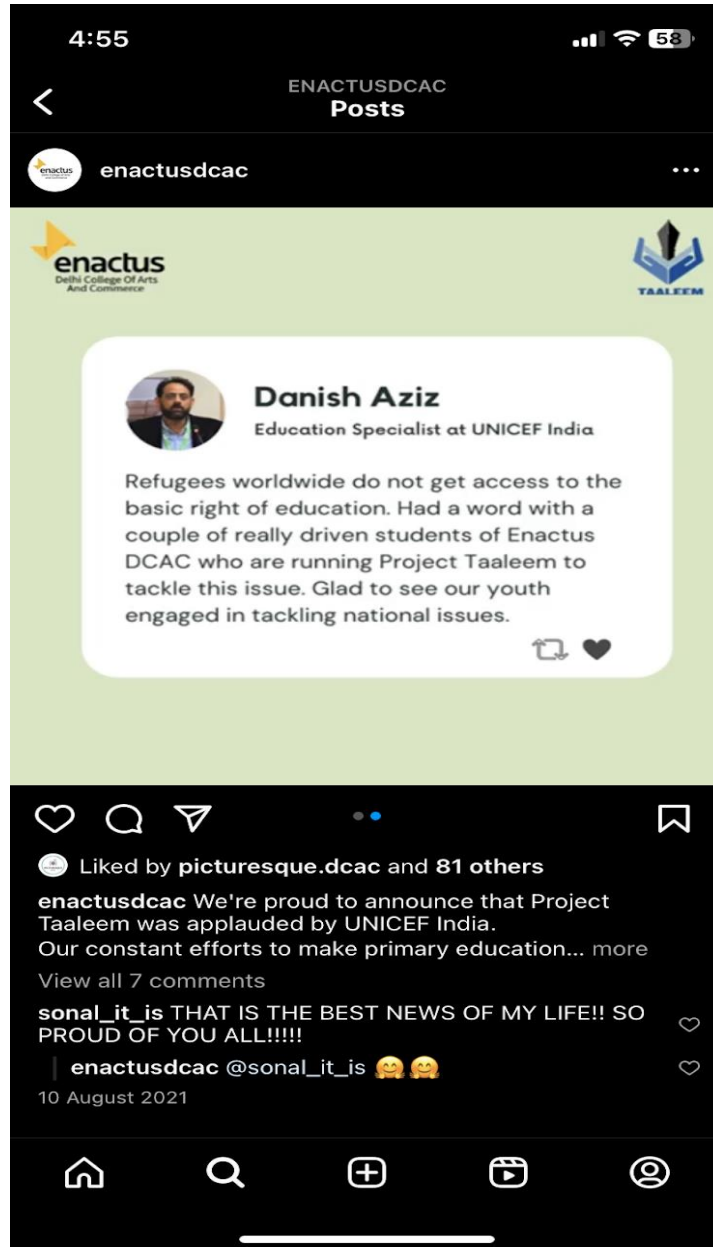 4:55
58
ENACTUSDCAC
Posts
enactus
enactusdcac
enactus
Delhi College Of Arts
And Commerce
TAALEEM
Danish Aziz
Education Specialist at UNICEF India
Refugees worldwide do not get access to the
basic right of education. Had a word with a
couple of really driven students of Enactus
DCAC who are running Project Taaleem to
tackle this issue. Glad to see our youth
engaged in tackling national issues.
Liked by picturesque.dcac and 81 others
enactusdcac We're proud to announce that Project
Taaleem was applauded by UNICEF India.
Our constant efforts to make primary education... more
View all 7 comments
sonal_it_is THAT IS THE BEST NEWS OF MY LIFE!! SO
PROUD OF YOU ALL!!!!!
enactusdcac @sonal_it_is 🤗🤗
10 August 2021